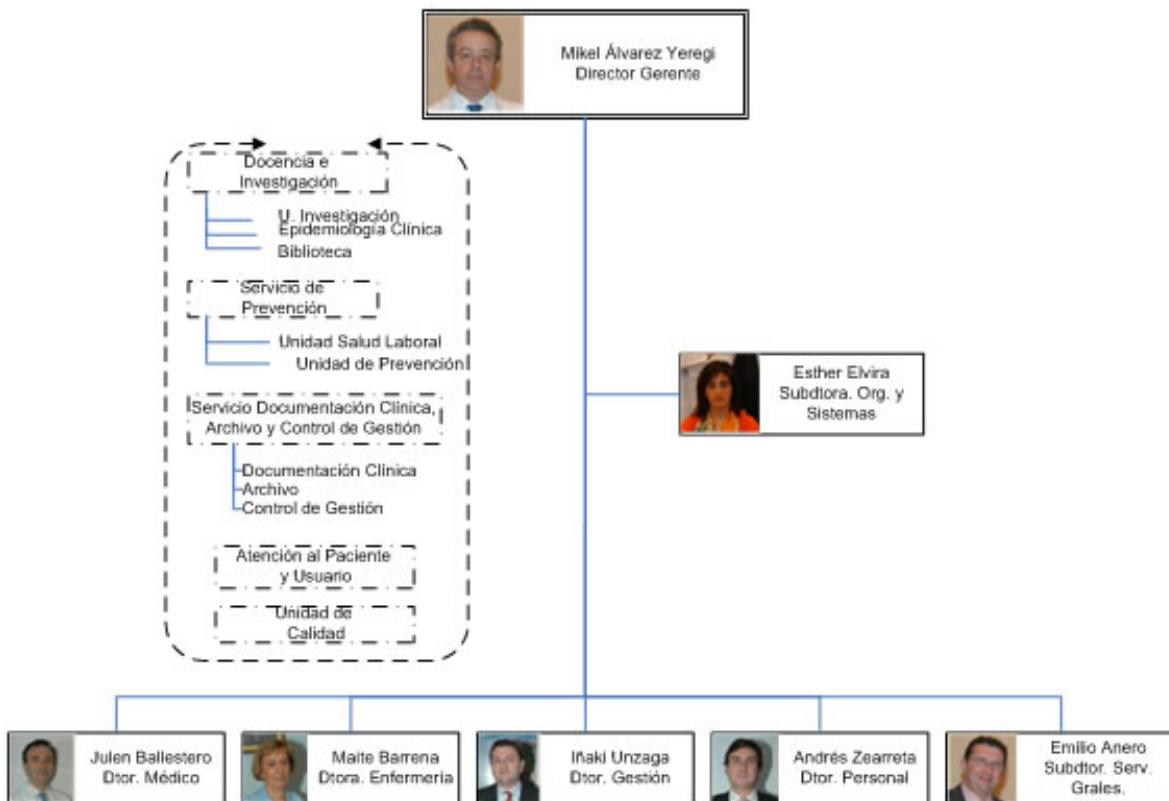 Mikel Álvarez Yeregi
Director Gerente
Docencia e
Investigación
U. Investigación
Epidemiología Clínica
Biblioteca
Servicio de
Prevención
Unidad Salud Laboral
Unidad de Prevención
Servicio Documentación Clínica,
Archivo y Control de Gestión
Documentación Clínica
Archivo
Control de Gestión
Atención al Paciente
y Usuario
Unidad de
Calidad
Esther Elvira
Subdtora. Org. y
Sistemas
Julen Ballestero
Dtor. Médico
Maite Barrena
Dtora. Enfermería
Iñaki Unzaga
Dtor. Gestión
Andrés Zearreta
Dtor. Personal
Emilio Anero
Subdtor. Serv.
Grales.